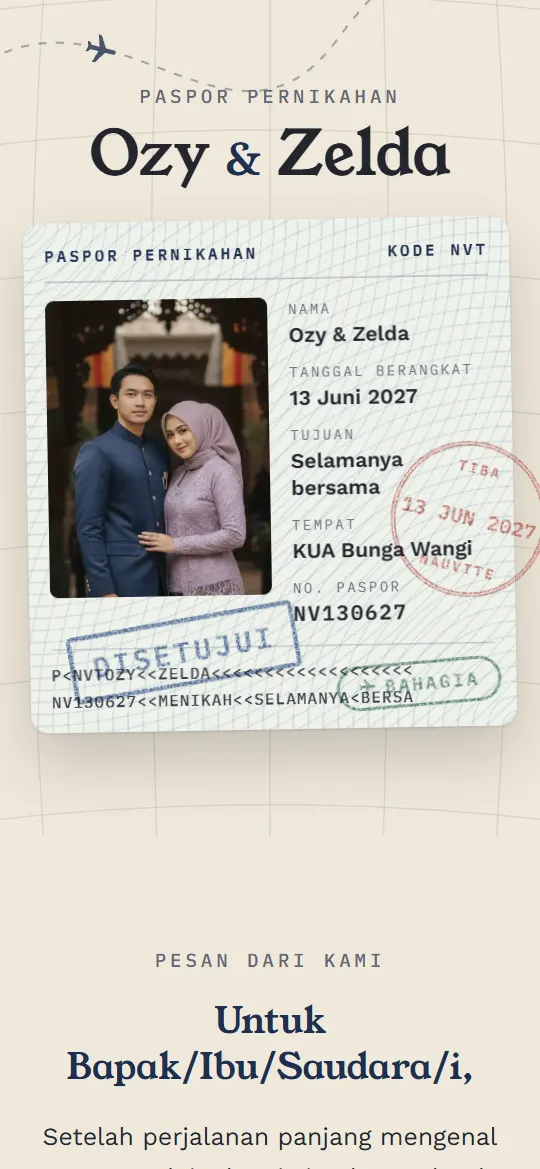 PASPOR PERNIKAHAN
Ozy & Zelda
PASPOR PERNIKAHAN
KODE NVT
NAMA
Ozy & Zelda
TANGGAL BERANGKAT
13 Juni 2027
TUJUAN
Selamanya
bersama
TEMPAT
KUA Bunga Wangi
NO. PASPOR
NV130627
TIBA
13 JUN 2027
NAUVITE
DISETUJUI
P<NVTOZY<<ZELDA<<<<<<<<<<<<<<<<<<<<<
NV130627<<MENIKAH<<SELAMANYA<BERSA
BAHAGIA
PESAN DARI KAMI
Untuk
Bapak/Ibu/Saudara/i,
Setelah perjalanan panjang mengenal